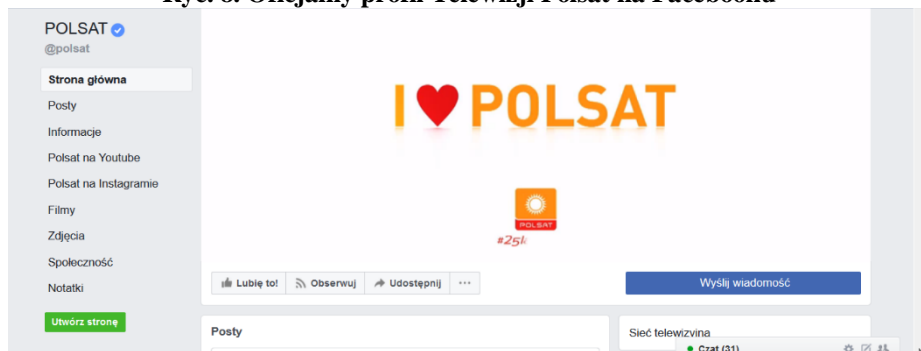 POLSAT
@polsat
Strona główna
Posty
Informacje
Polsat na Youtube
Polsat na Instagramie
Filmy
Zdjęcia
Społeczność
Notatki
Utwórz stronę
I ❤ POLSAT
POLSAT
Lubię to! Obserwuj Udostępnij ...
Wyślij wiadomość
Posty
Sieć telewizyjna
Czat (31)